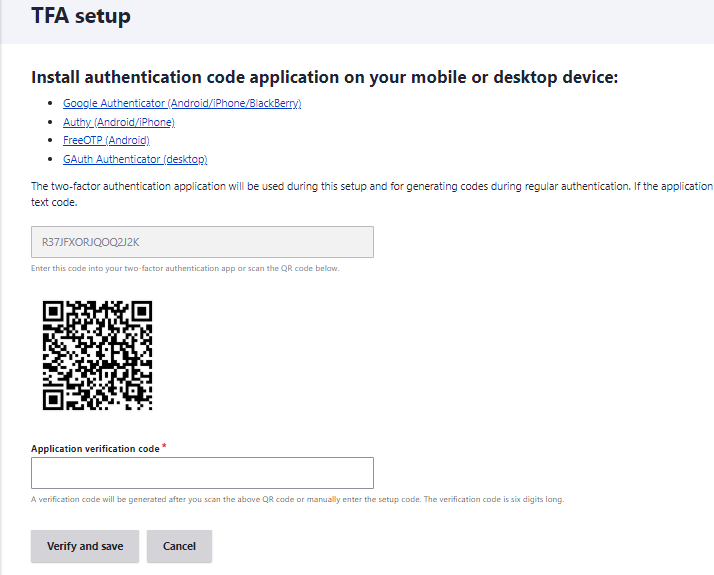 TFA setup
Install authentication code application on your mobile or desktop device:
Google Authenticator (Android/iPhone/BlackBerry)
Authy (Android/iPhone)
FreeOTP (Android)
GAuth Authenticator (desktop)
The two-factor authentication application will be used during this setup and for generating codes during regular authentication. If the application
text code.
R37JFXORJQOQ2J2K
Enter this code into your two-factor authentication app or scan the QR code below.
Application verification code *
A verification code will be generated after you scan the above QR code or manually enter the setup code. The verification code is six digits long.
Verify and save
Cancel